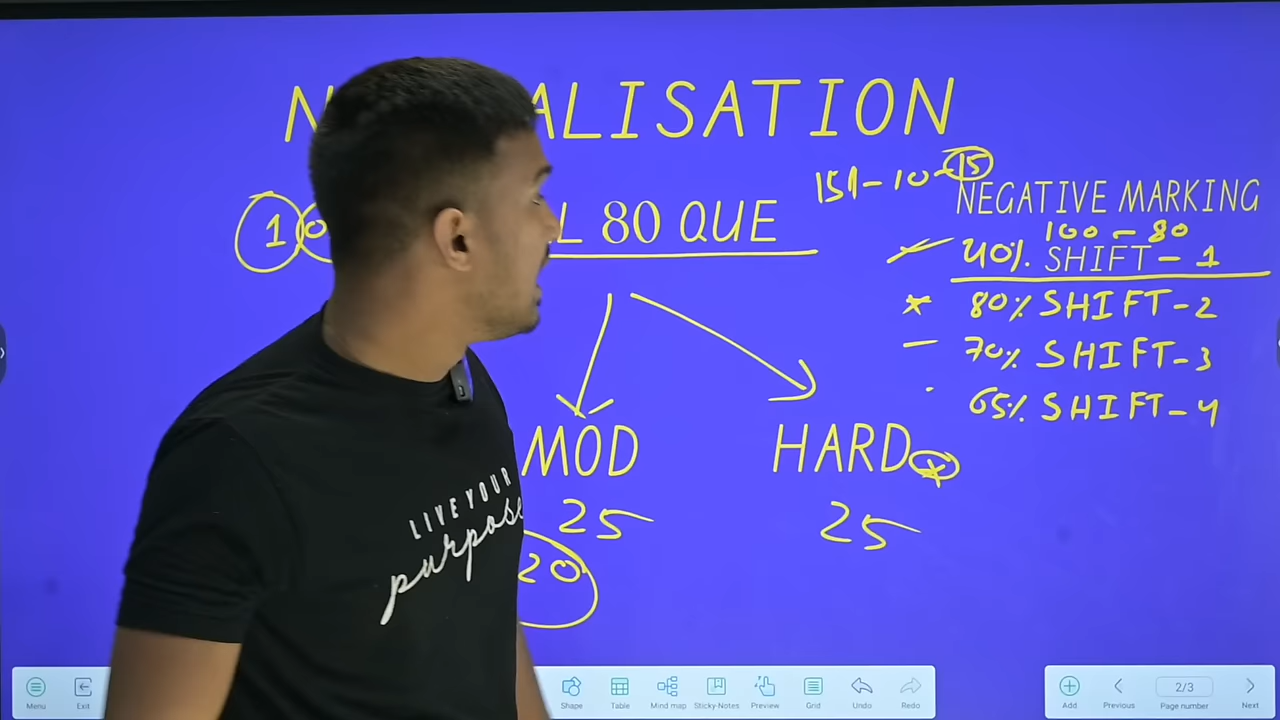 ALISATION
151-10-15
NEGATIVE MARKING
10
L 80 QUE
100-80
40% SHIFT-1
80% SHIFT-2
70% SHIFT-3
65% SHIFT-4
MOD
HARD
25
25
20
LIVE YOUR
purpose
Menu
Exit
Shape
Table
Mind map
Sticky-Notes
Preview
Grid
Undo
Redo
Add
Previous
2/3
Page number
Next